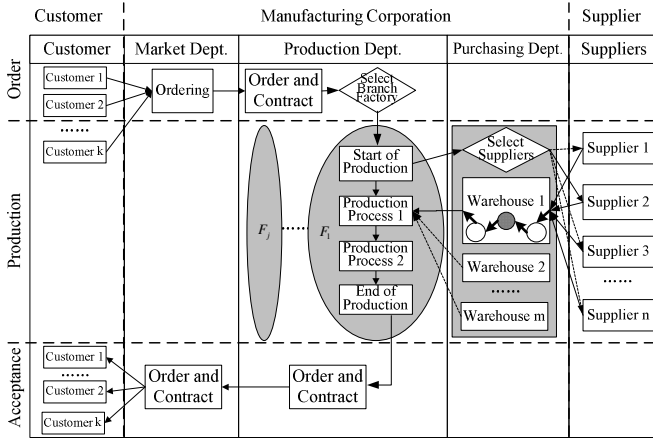 Customer
Manufacturing Corporation
Supplier
Customer
Market Dept.
Production Dept.
Purchasing Dept.
Suppliers
Order
Customer 1
Customer 2
......
Customer k
Ordering
Order and
Contract
Select
Branch
Factory
Production
F_j
......
F_1
Start of
Production
Production
Process 1
Production
Process 2
End of
Production
Select
Suppliers
Warehouse 1
Warehouse 2
......
Warehouse m
Supplier 1
Supplier 2
Supplier 3
......
Supplier n
Acceptance
Customer 1
......
Customer 2
Customer k
Order and
Contract
Order and
Contract